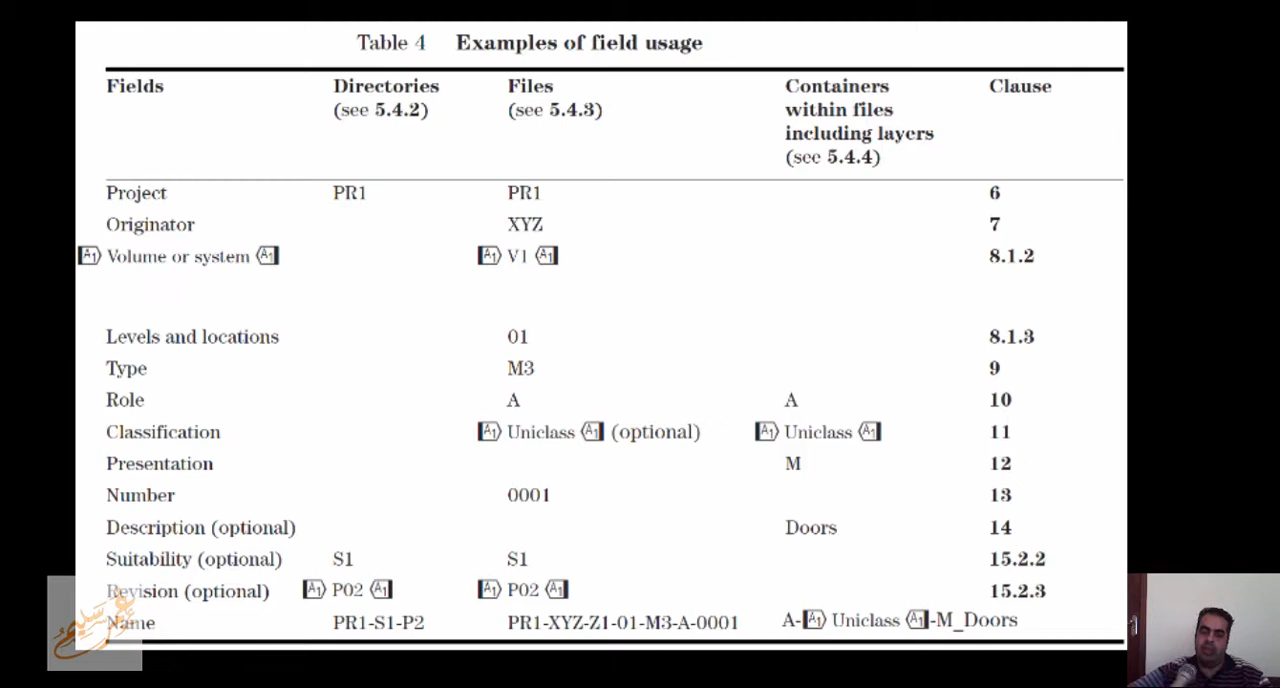 Table 4 Examples of field usage
Fields Directories Files Containers Clause
(see 5.4.2) (see 5.4.3) within files
including layers
(see 5.4.4)
Project PR1 PR1 6
Originator XYZ 7
A1 Volume or system A1 A1 V1 A1 8.1.2
Levels and locations 01 8.1.3
Type M3 9
Role A A 10
Classification A1 Uniclass A1 (optional) A1 Uniclass A1 11
Presentation M 12
Number 0001 13
Description (optional) Doors 14
Suitability (optional) S1 S1 15.2.2
Revision (optional) A1 P02 A1 A1 P02 A1 15.2.3
Name PR1-S1-P2 PR1-XYZ-Z1-01-M3-A-0001 A-A1 Uniclass A1-M_Doors
عمر سليم